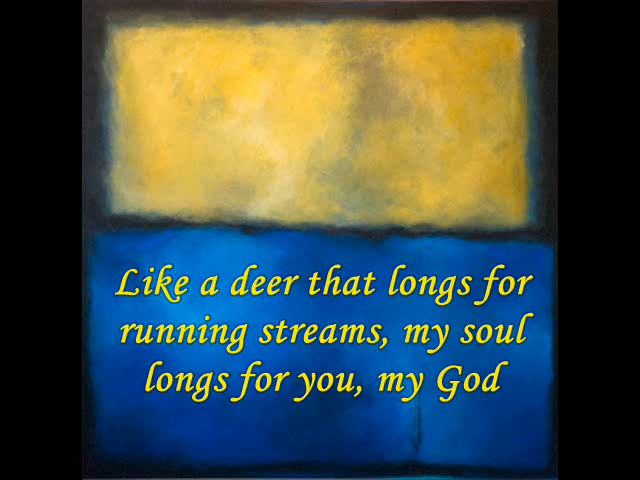 Like a deer that longs for
running streams, my soul
longs for you, my God